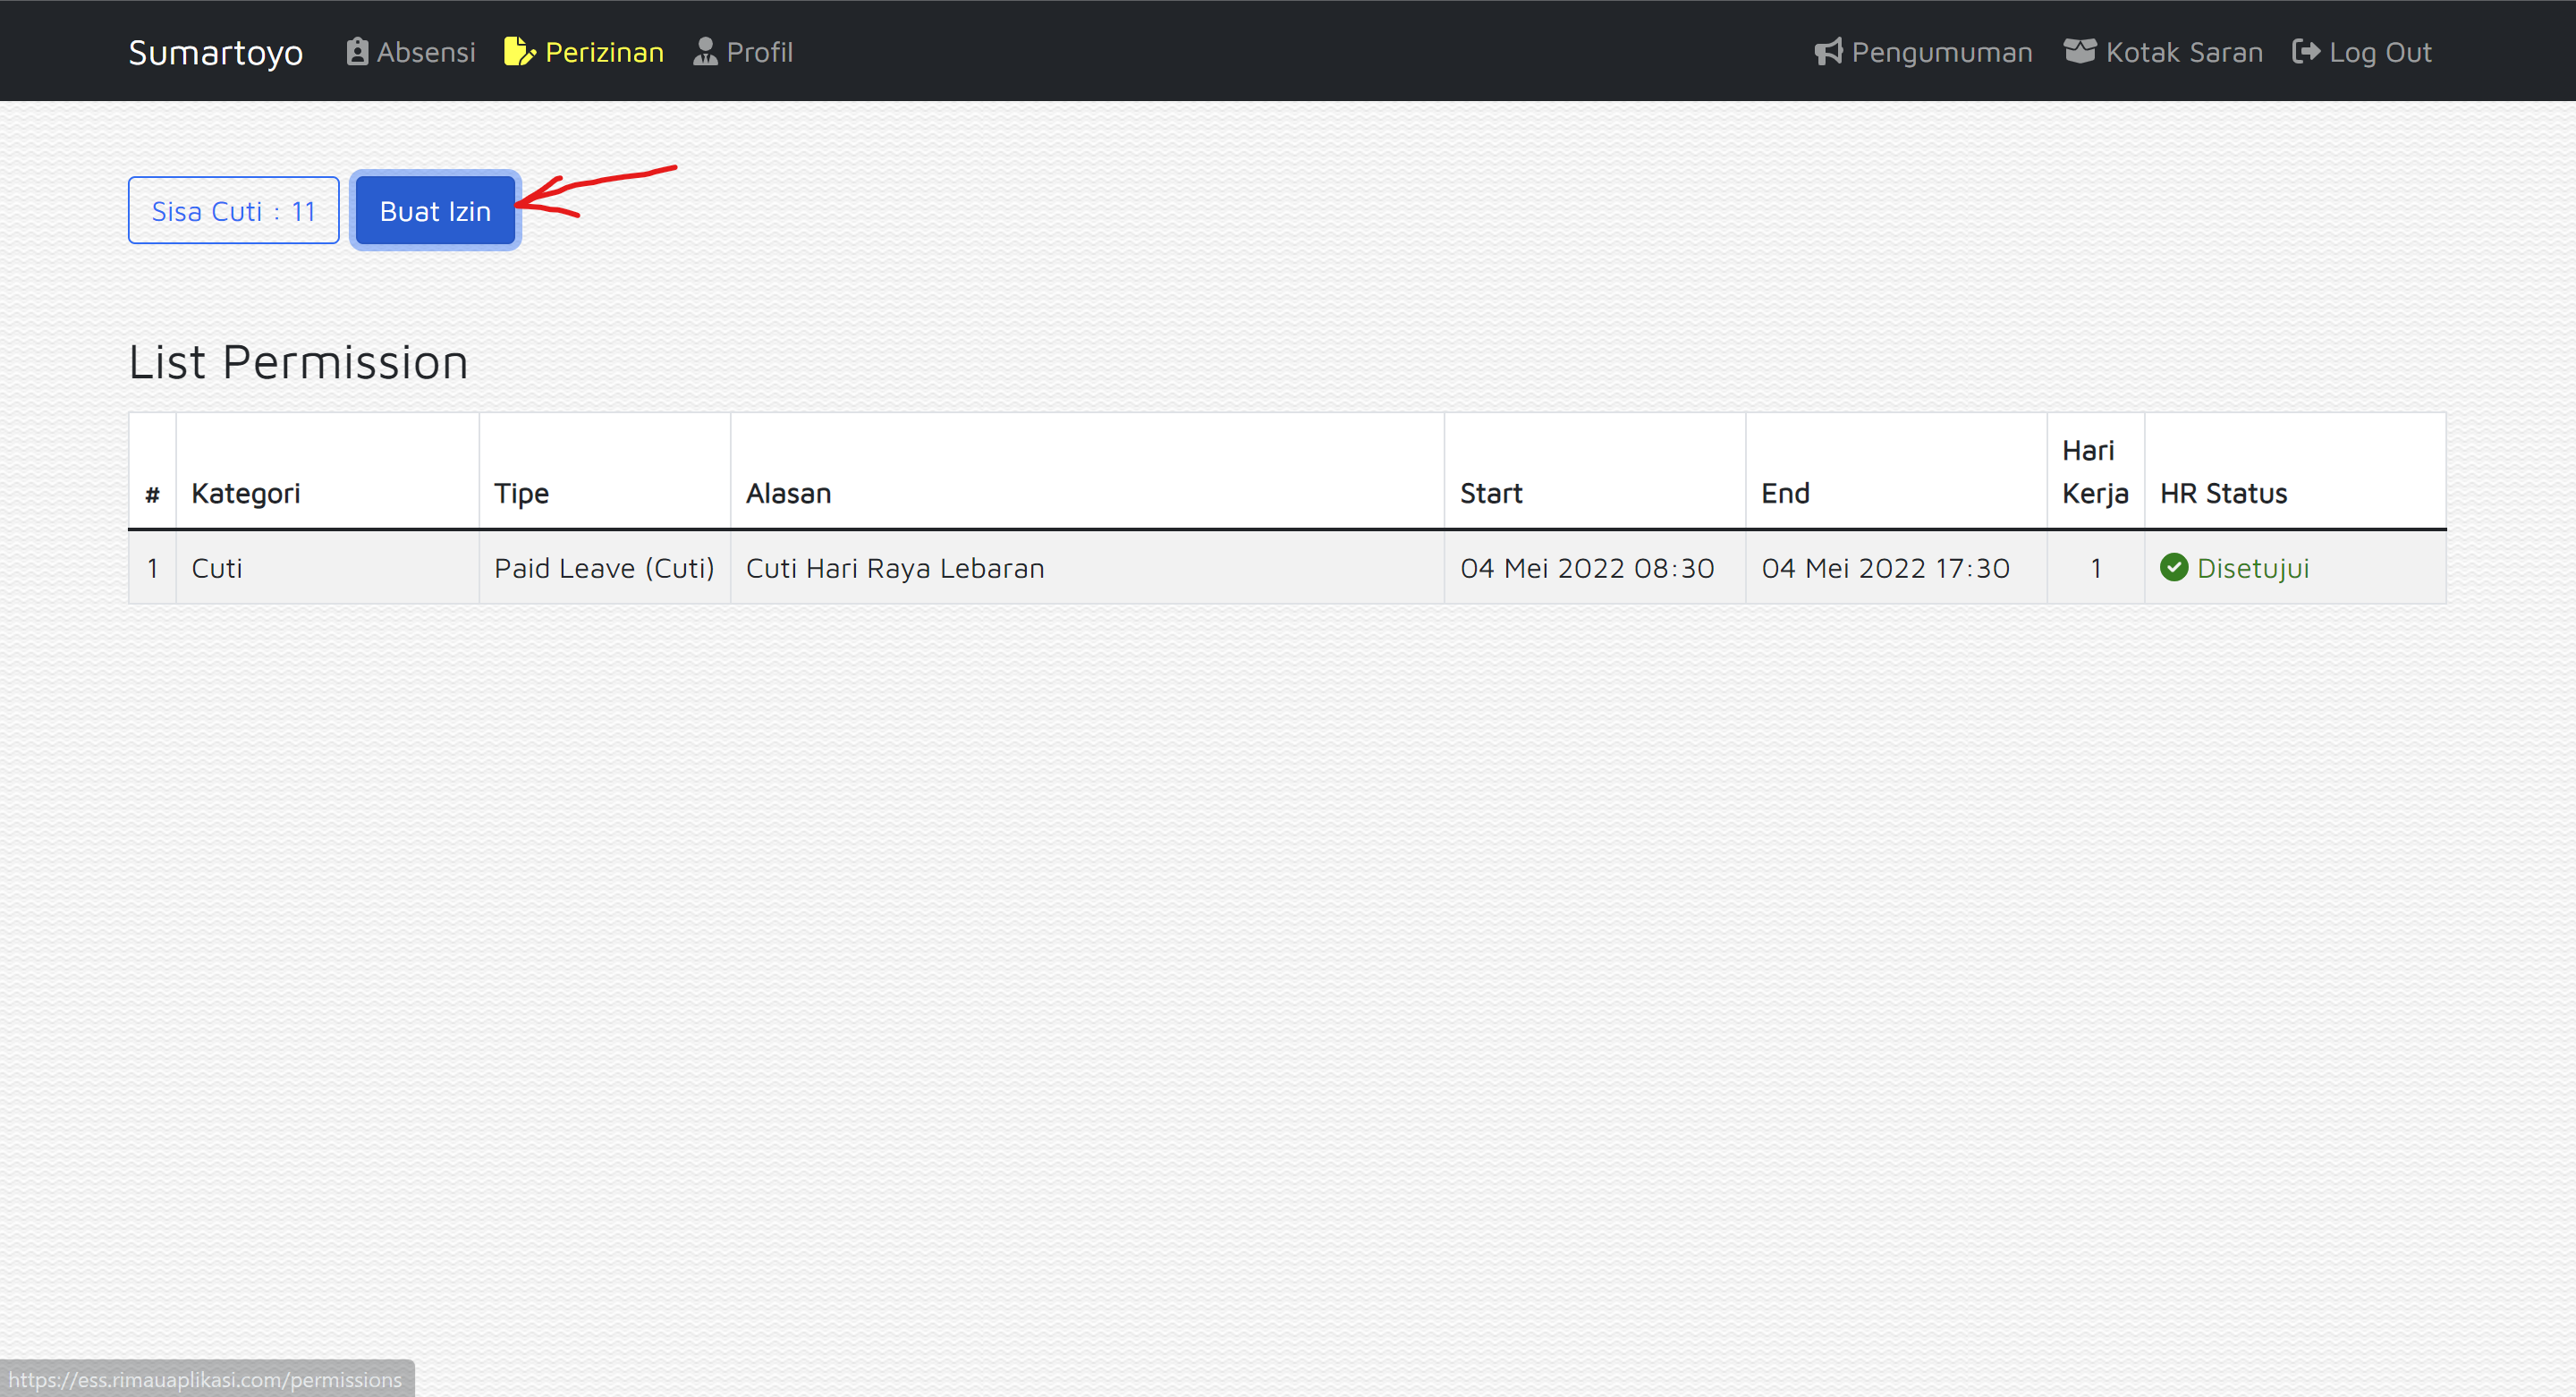 Sumartoyo Absensi Perizinan Profil Pengumuman Kotak Saran Log Out
Sisa Cuti : 11 Buat Izin
List Permission
# Kategori Tipe Alasan Start End Hari Kerja HR Status
1 Cuti Paid Leave (Cuti) Cuti Hari Raya Lebaran 04 Mei 2022 08:30 04 Mei 2022 17:30 1 Disetujui
https://ess.rimauaplikasi.com/permissions